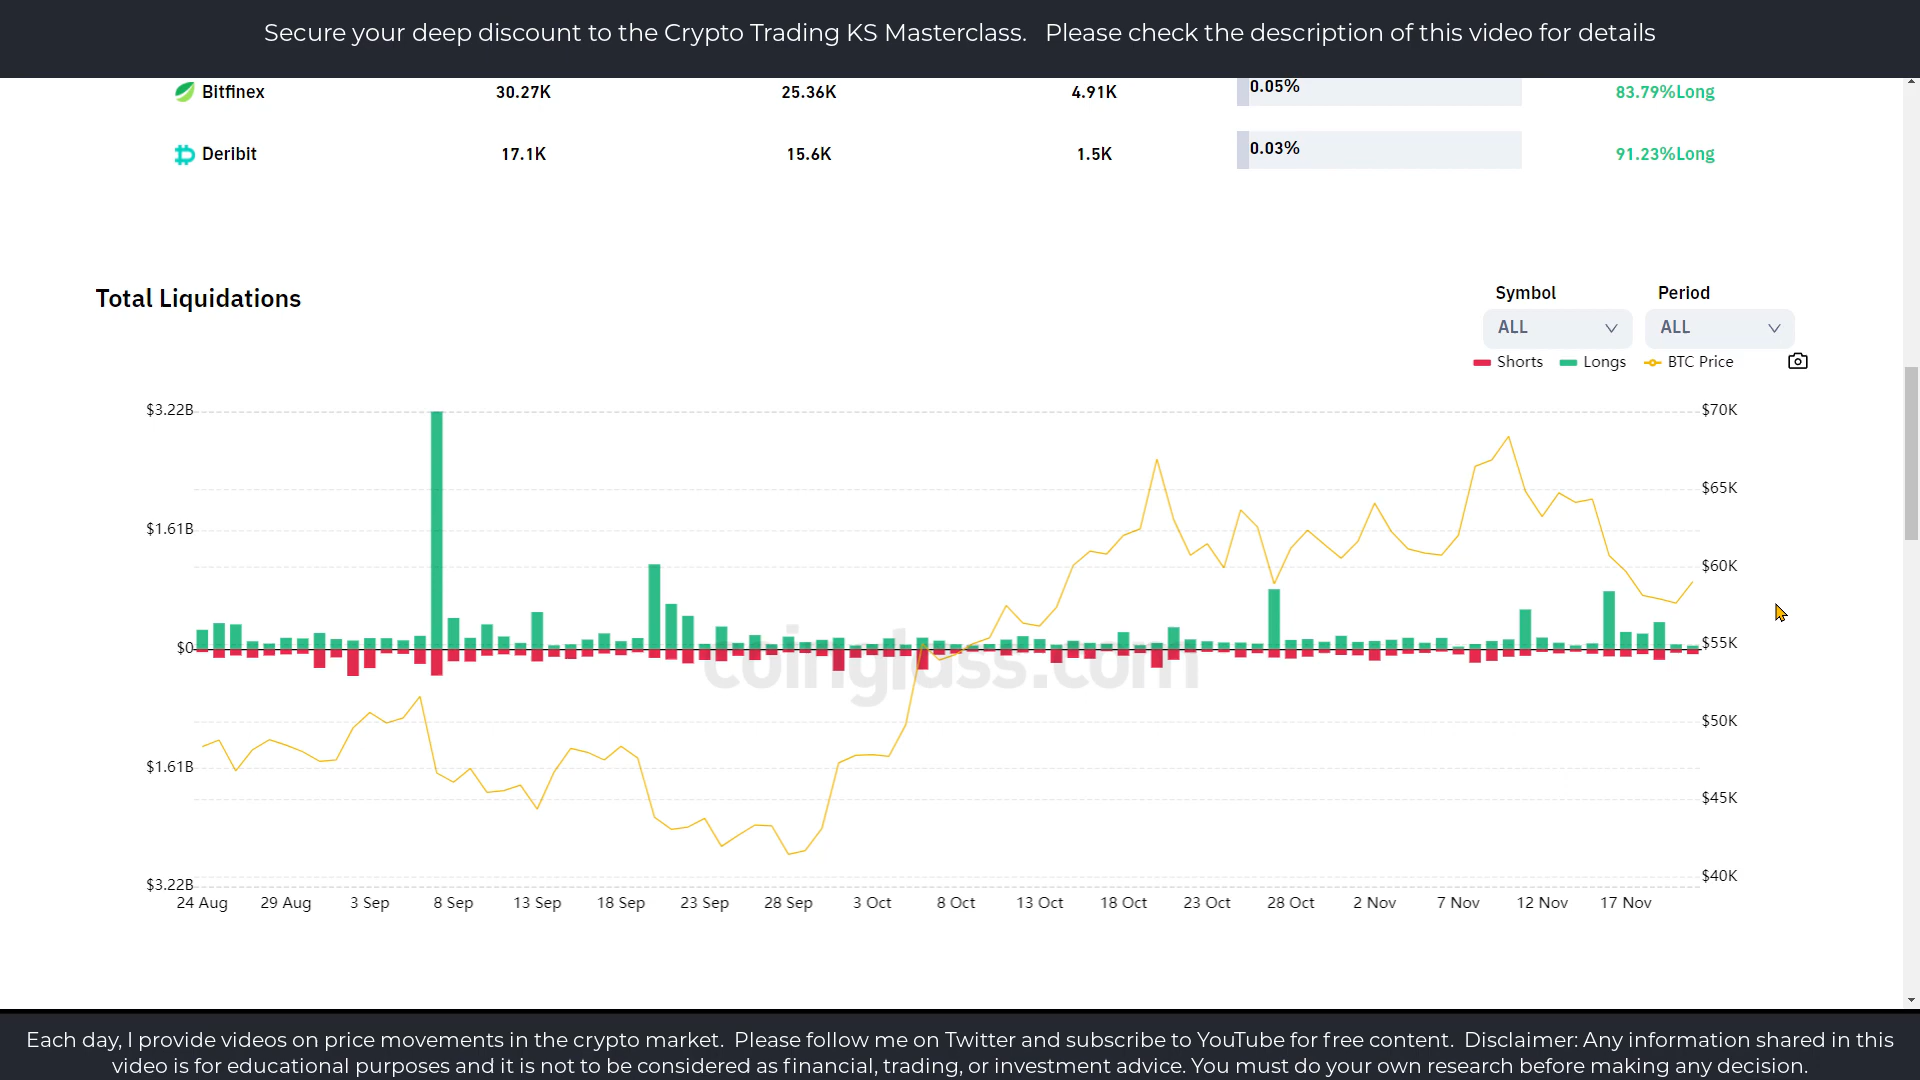 Secure your deep discount to the Crypto Trading KS Masterclass. Please check the description of this video for details
Bitfinex 30.27K 25.36K 4.91K 0.05% 83.79%Long
Deribit 17.1K 15.6K 1.5K 0.03% 91.23%Long
Total Liquidations
Symbol Period
ALL ALL
Shorts Longs BTC Price
$3.22B $70K
$65K
$1.61B
$60K
$0 $55K
coinglass.com
$50K
$1.61B
$45K
$3.22B $40K
24 Aug 29 Aug 3 Sep 8 Sep 13 Sep 18 Sep 23 Sep 28 Sep 3 Oct 8 Oct 13 Oct 18 Oct 23 Oct 28 Oct 2 Nov 7 Nov 12 Nov 17 Nov
Each day, I provide videos on price movements in the crypto market. Please follow me on Twitter and subscribe to YouTube for free content. Disclaimer: Any information shared in this
video is for educational purposes and it is not to be considered as financial, trading, or investment advice. You must do your own research before making any decision.